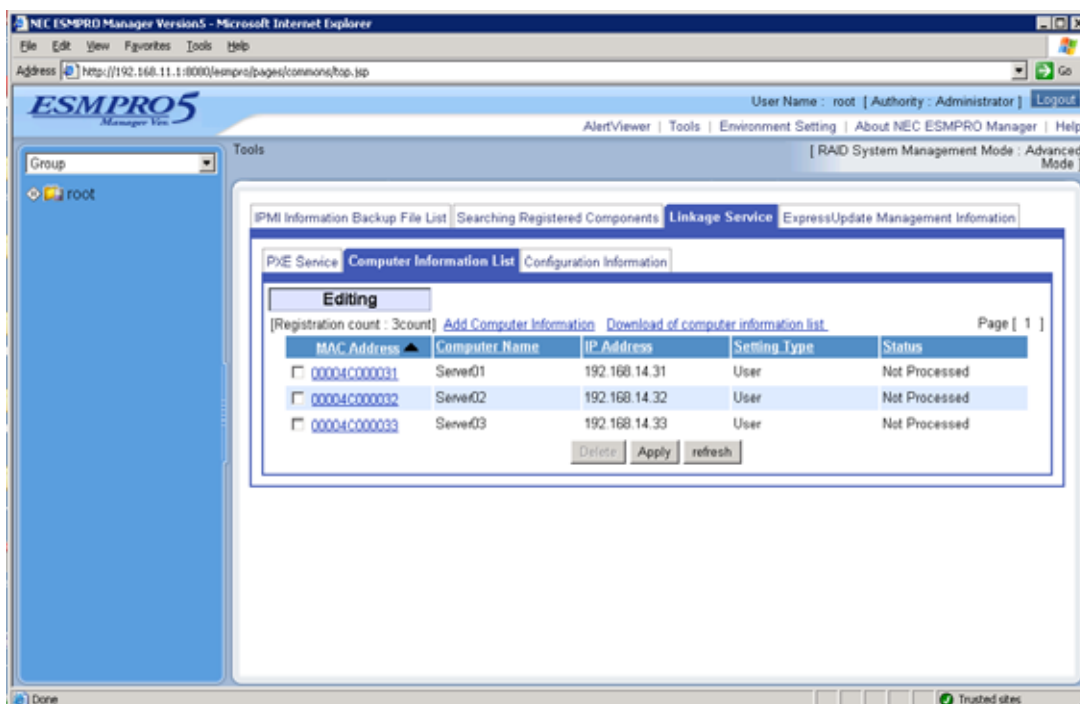 NEC ESMPRO Manager Version5 - Microsoft Internet Explorer
File Edit View Favorites Tools Help
Address http://192.168.11.1:8080/esmpro/pages/commons/top.jsp Go
ESMPRO5
Manager Ver.
User Name : root [ Authority : Administrator ] Logout
AlertViewer | Tools | Environment Setting | About NEC ESMPRO Manager | Help
Group
root
Tools
[ RAID System Management Mode : Advanced
Mode ]
IPMI Information Backup File List Searching Registered Components Linkage Service ExpressUpdate Management Infomation
PXE Service Computer Information List Configuration Information
Editing
[Registration count : 3count] Add Computer Information Download of computer information list Page [ 1 ]
MAC Address Computer Name IP Address Setting Type Status
00004C000031 Server01 192.168.14.31 User Not Processed
00004C000032 Server02 192.168.14.32 User Not Processed
00004C000033 Server03 192.168.14.33 User Not Processed
Delete Apply refresh
Done Trusted sites